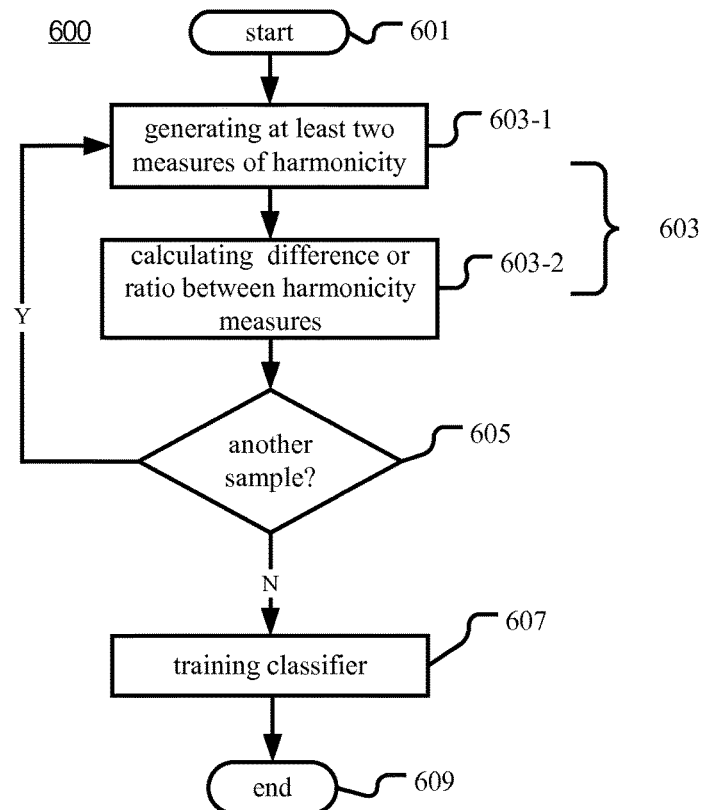 600
start
601
generating at least two
measures of harmonicity
603-1
603
calculating difference or
ratio between harmonicity
measures
603-2
Y
another
sample?
605
N
training classifier
607
end
609